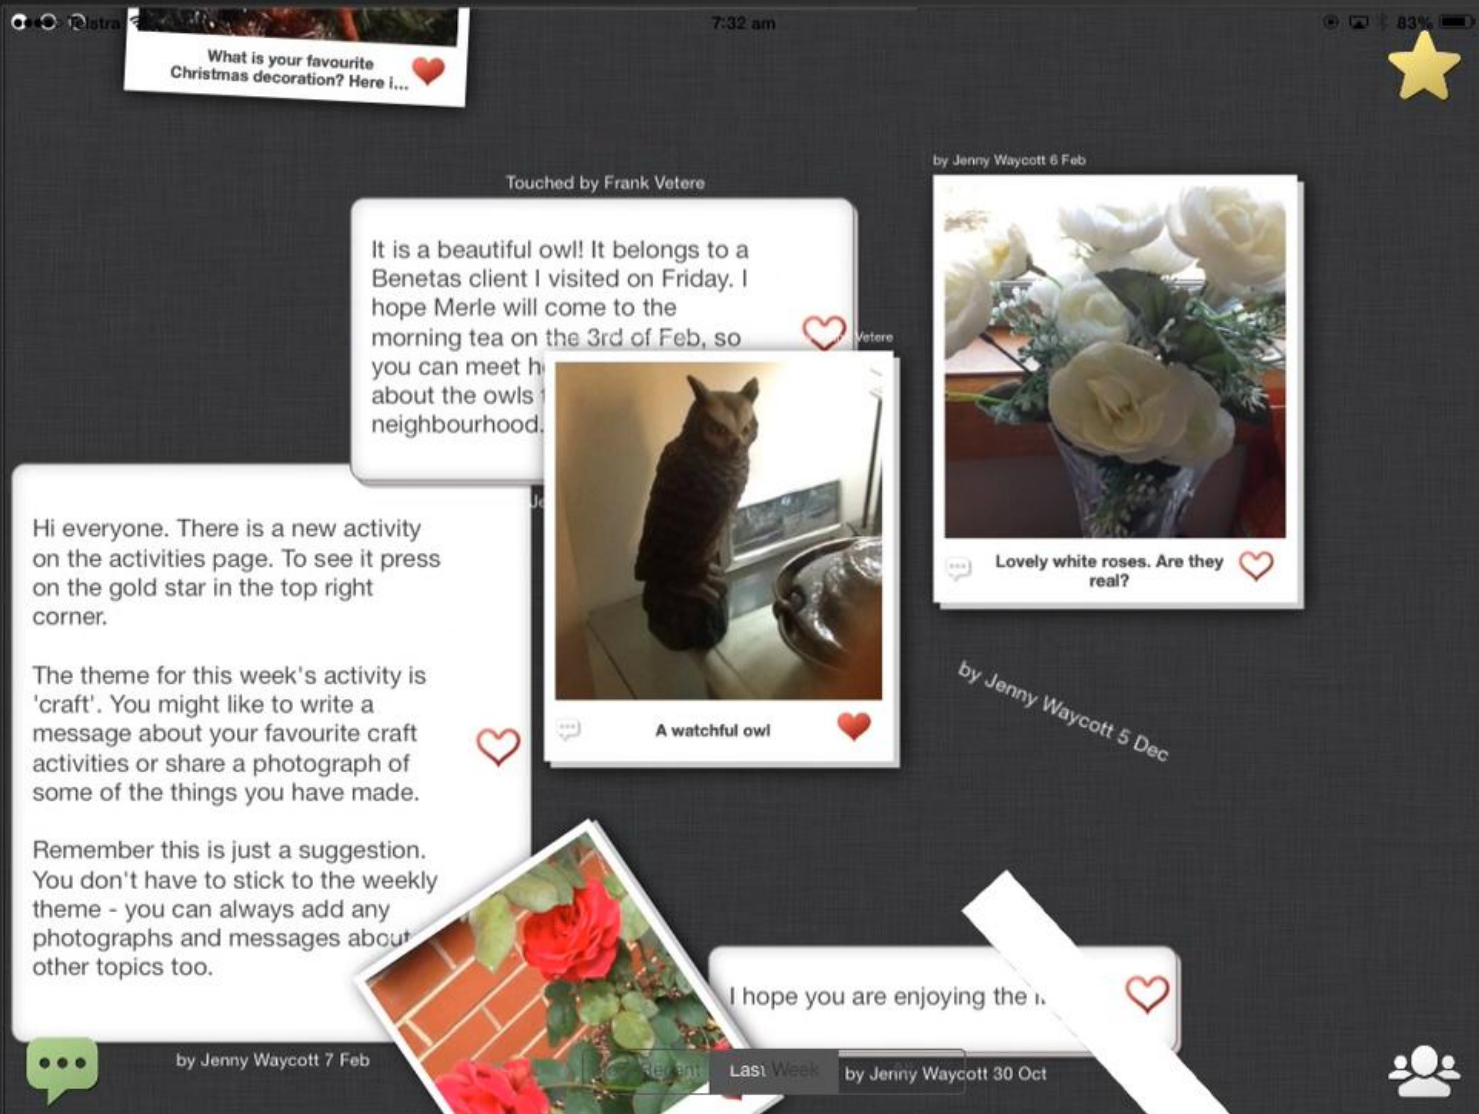 Telstra
7:32 am
83%
What is your favourite
Christmas decoration? Here i...
by Jenny Waycott 6 Feb
Touched by Frank Vetere
It is a beautiful owl! It belongs to a
Benetas client I visited on Friday. I
hope Merle will come to the
morning tea on the 3rd of Feb, so
you can meet
about the owls
neighbourhood.
Vetere
A watchful owl
Lovely white roses. Are they
real?
by Jenny Waycott 5 Dec
Hi everyone. There is a new activity
on the activities page. To see it press
on the gold star in the top right
corner.
The theme for this week's activity is
'craft'. You might like to write a
message about your favourite craft
activities or share a photograph of
some of the things you have made.
Remember this is just a suggestion.
You don't have to stick to the weekly
theme - you can always add any
photographs and messages about
other topics too.
by Jenny Waycott 7 Feb
I hope you are enjoying the
Recent
Last Week
by Jenny Waycott 30 Oct